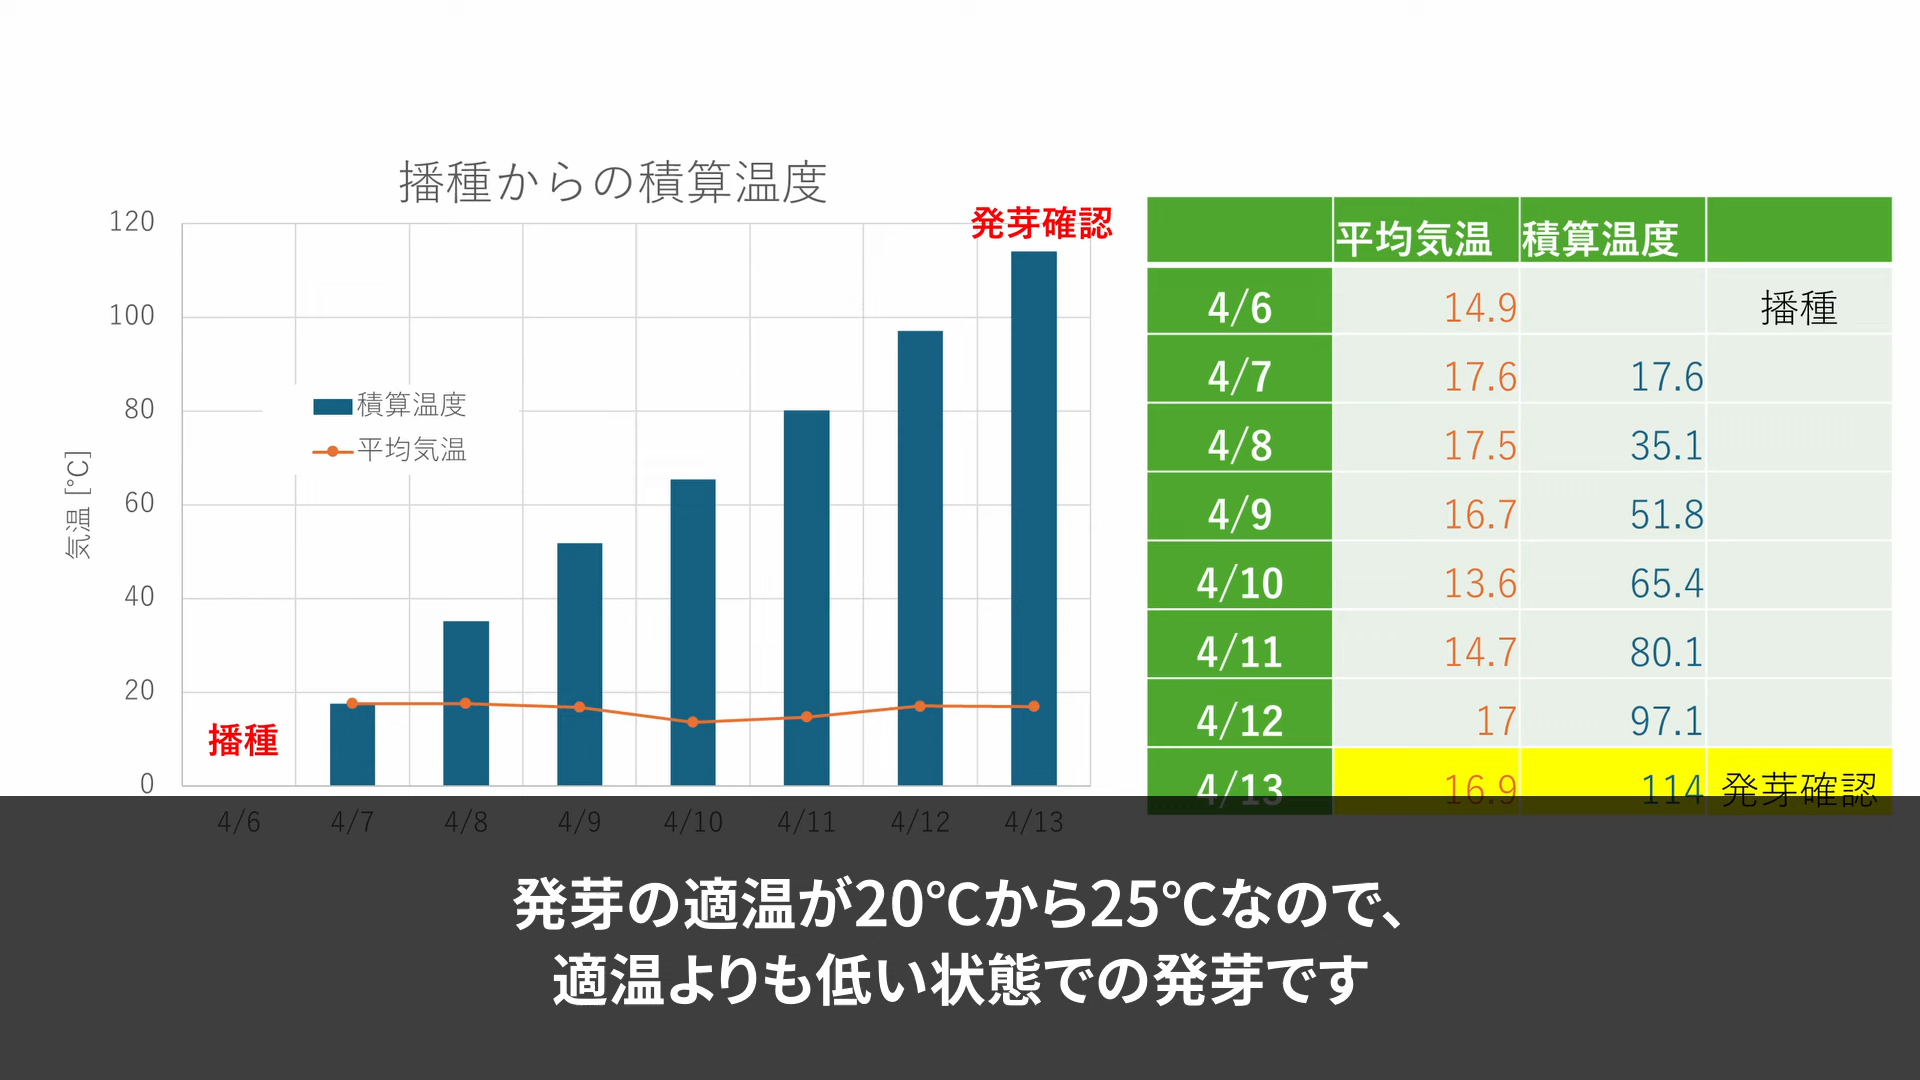 播種からの積算温度
発芽確認
120
100
80
60
40
20
0
気温 [°C]
積算温度
平均気温
播種
4/6 4/7 4/8 4/9 4/10 4/11 4/12 4/13
平均気温 積算温度
4/6 14.9 播種
4/7 17.6 17.6
4/8 17.5 35.1
4/9 16.7 51.8
4/10 13.6 65.4
4/11 14.7 80.1
4/12 17 97.1
4/13 16.9 114 発芽確認
発芽の適温が20℃から25℃なので、
適温よりも低い状態での発芽です